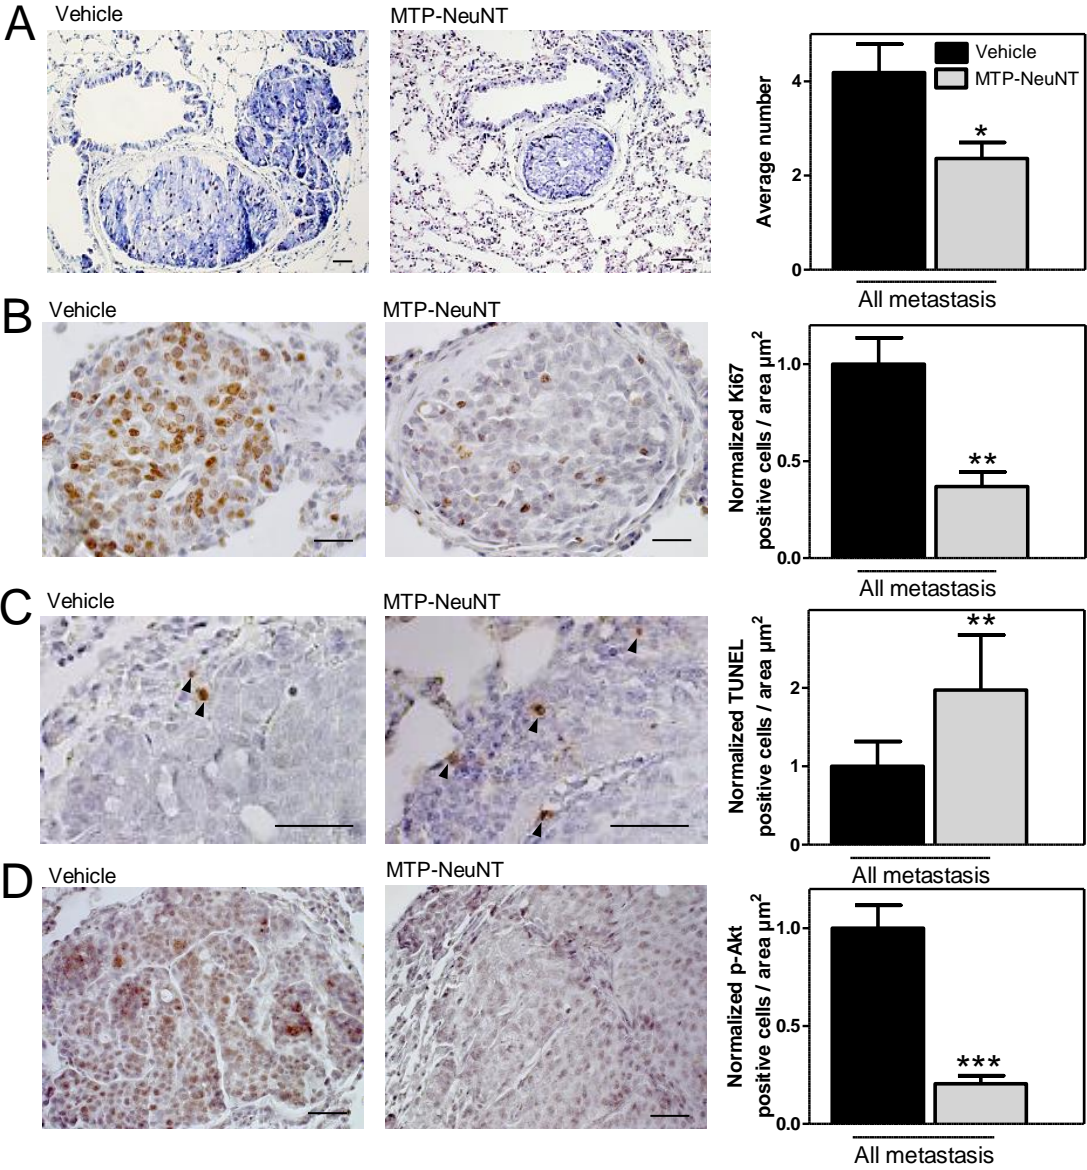 A
Vehicle
MTP-NeuNT
Average number
4
2
0
Vehicle
MTP-NeuNT
*
All metastasis
B
Vehicle
MTP-NeuNT
Normalized Ki67
positive cells / area µm²
1.0
0.5
0.0
**
All metastasis
C
Vehicle
MTP-NeuNT
Normalized TUNEL
positive cells / area µm²
2
1
0
**
All metastasis
D
Vehicle
MTP-NeuNT
Normalized p-Akt
positive cells / area µm²
1.0
0.5
0.0
***
All metastasis